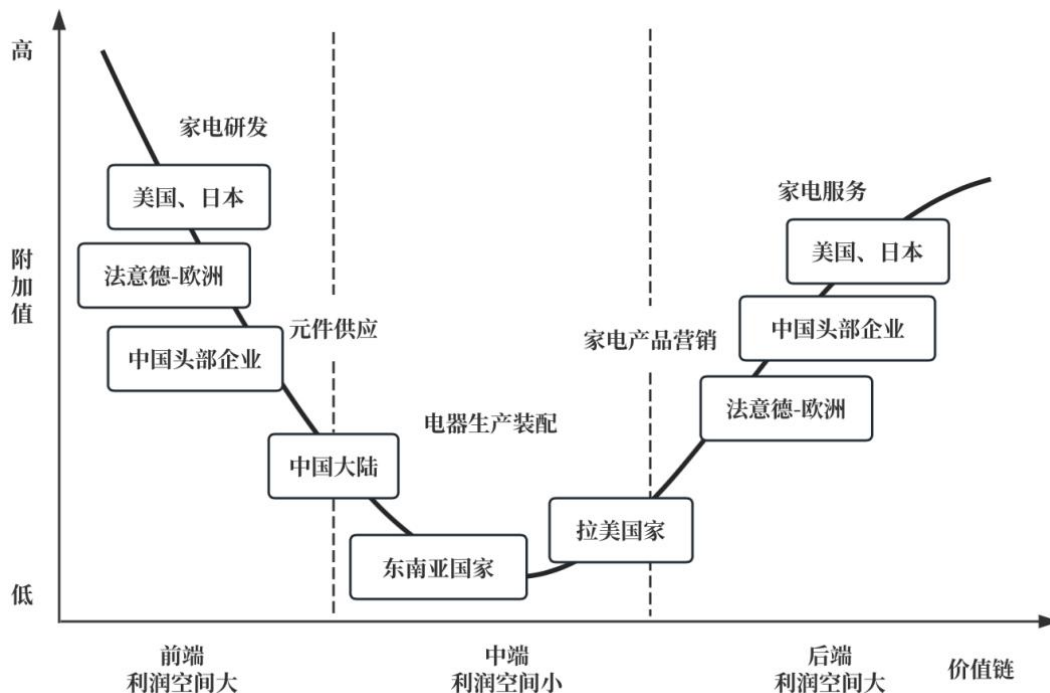 高
家电研发
美国、日本
家电服务
附加值
法意德-欧洲
美国、日本
元件供应
家电产品营销
中国头部企业
中国头部企业
电器生产装配
法意德-欧洲
中国大陆
拉美国家
东南亚国家
低
前端
利润空间大
中端
利润空间小
后端
利润空间大
价值链